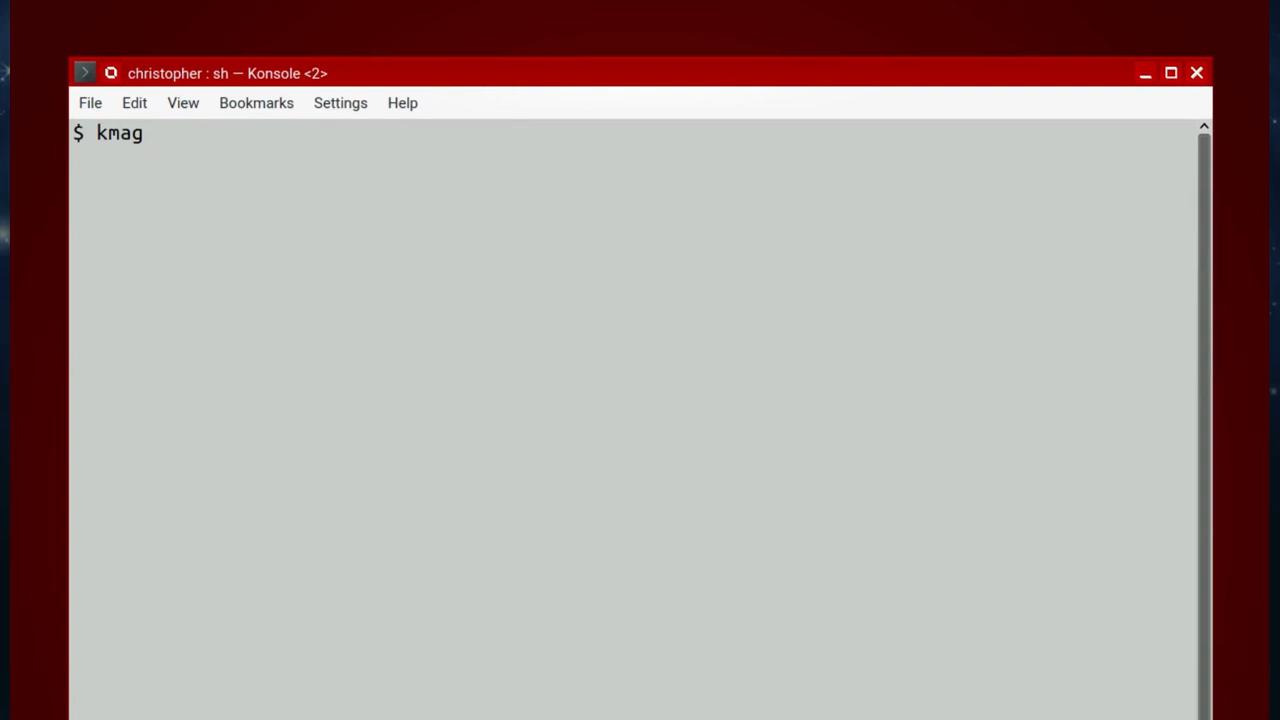 christopher : sh — Konsole <2>
File Edit View Bookmarks Settings Help
$ kmag